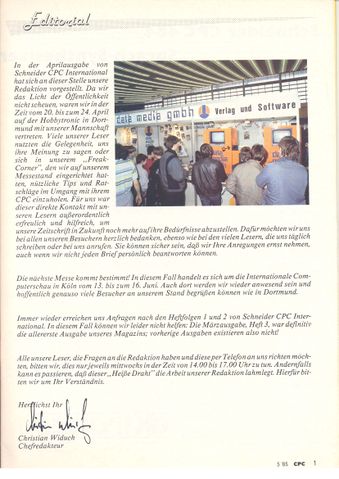 Editorial
In der Aprilausgabe von
Schneider CPC International
hat sich an dieser Stelle unsere
Redaktion vorgestellt. Da wir
das Licht der Öffentlichkeit
nicht scheuen, waren wir in der
Zeit vom 20. bis zum 24. April
auf der Hobbytronic in Dort-
mund mit unserer Mannschaft
vertreten. Viele unserer Leser
nutzten die Gelegenheit, uns
ihre Meinung zu sagen oder
sich in unserem „Freak-
Corner", den wir auf unserem
Messestand eingerichtet hat-
ten, nützliche Tips und Rat-
schläge im Umgang mit ihrem
CPC einzuholen. Für uns war
dieser direkte Kontakt mit un-
seren Lesern außerordentlich
erfreulich und hilfreich, um
unsere Zeitschrift in Zukunft noch mehr auf ihre Bedürfnisse abzustellen. Dafür möchten wir uns
bei allen unseren Besuchern herzlich bedanken, ebenso wie bei den vielen Lesern, die uns täglich
schreiben oder bei uns anrufen. Sie können sicher sein, daß wir Ihre Anregungen ernst nehmen,
auch wenn wir nicht jeden Brief persönlich beantworten können.
Die nächste Messe kommt bestimmt! In diesem Fall handelt es sich um die Internationale Com-
puterschau in Köln vom 13. bis zum 16. Juni. Auch dort werden wir wieder anwesend sein und
hoffentlich genauso viele Besucher an unserem Stand begrüßen können wie in Dortmund.
Immer wieder erreichen uns Anfragen nach den Heftfolgen 1 und 2 von Schneider CPC Inter-
national. In diesem Fall können wir leider nicht helfen: Die Märzausgabe, Heft 3, war definitiv
die allererste Ausgabe unseres Magazins; vorherige Ausgaben existieren also nicht!
Alle unsere Leser, die Fragen an die Redaktion haben und diese per Telefon an uns richten möch-
ten, bitten wir, dies nur jeweils mittwochs in der Zeit von 14.00 bis 17.00 Uhr zu tun. Andernfalls
kann es passieren, daß dieser „Heiße Draht" die Arbeit unserer Redaktion lahmlegt. Hierfür bit-
ten wir um Ihr Verständnis.
Herzlichst Ihr
Christian Widuch
Chefredakteur
data media gmbh Verlag und Software
5'85 CPC 1